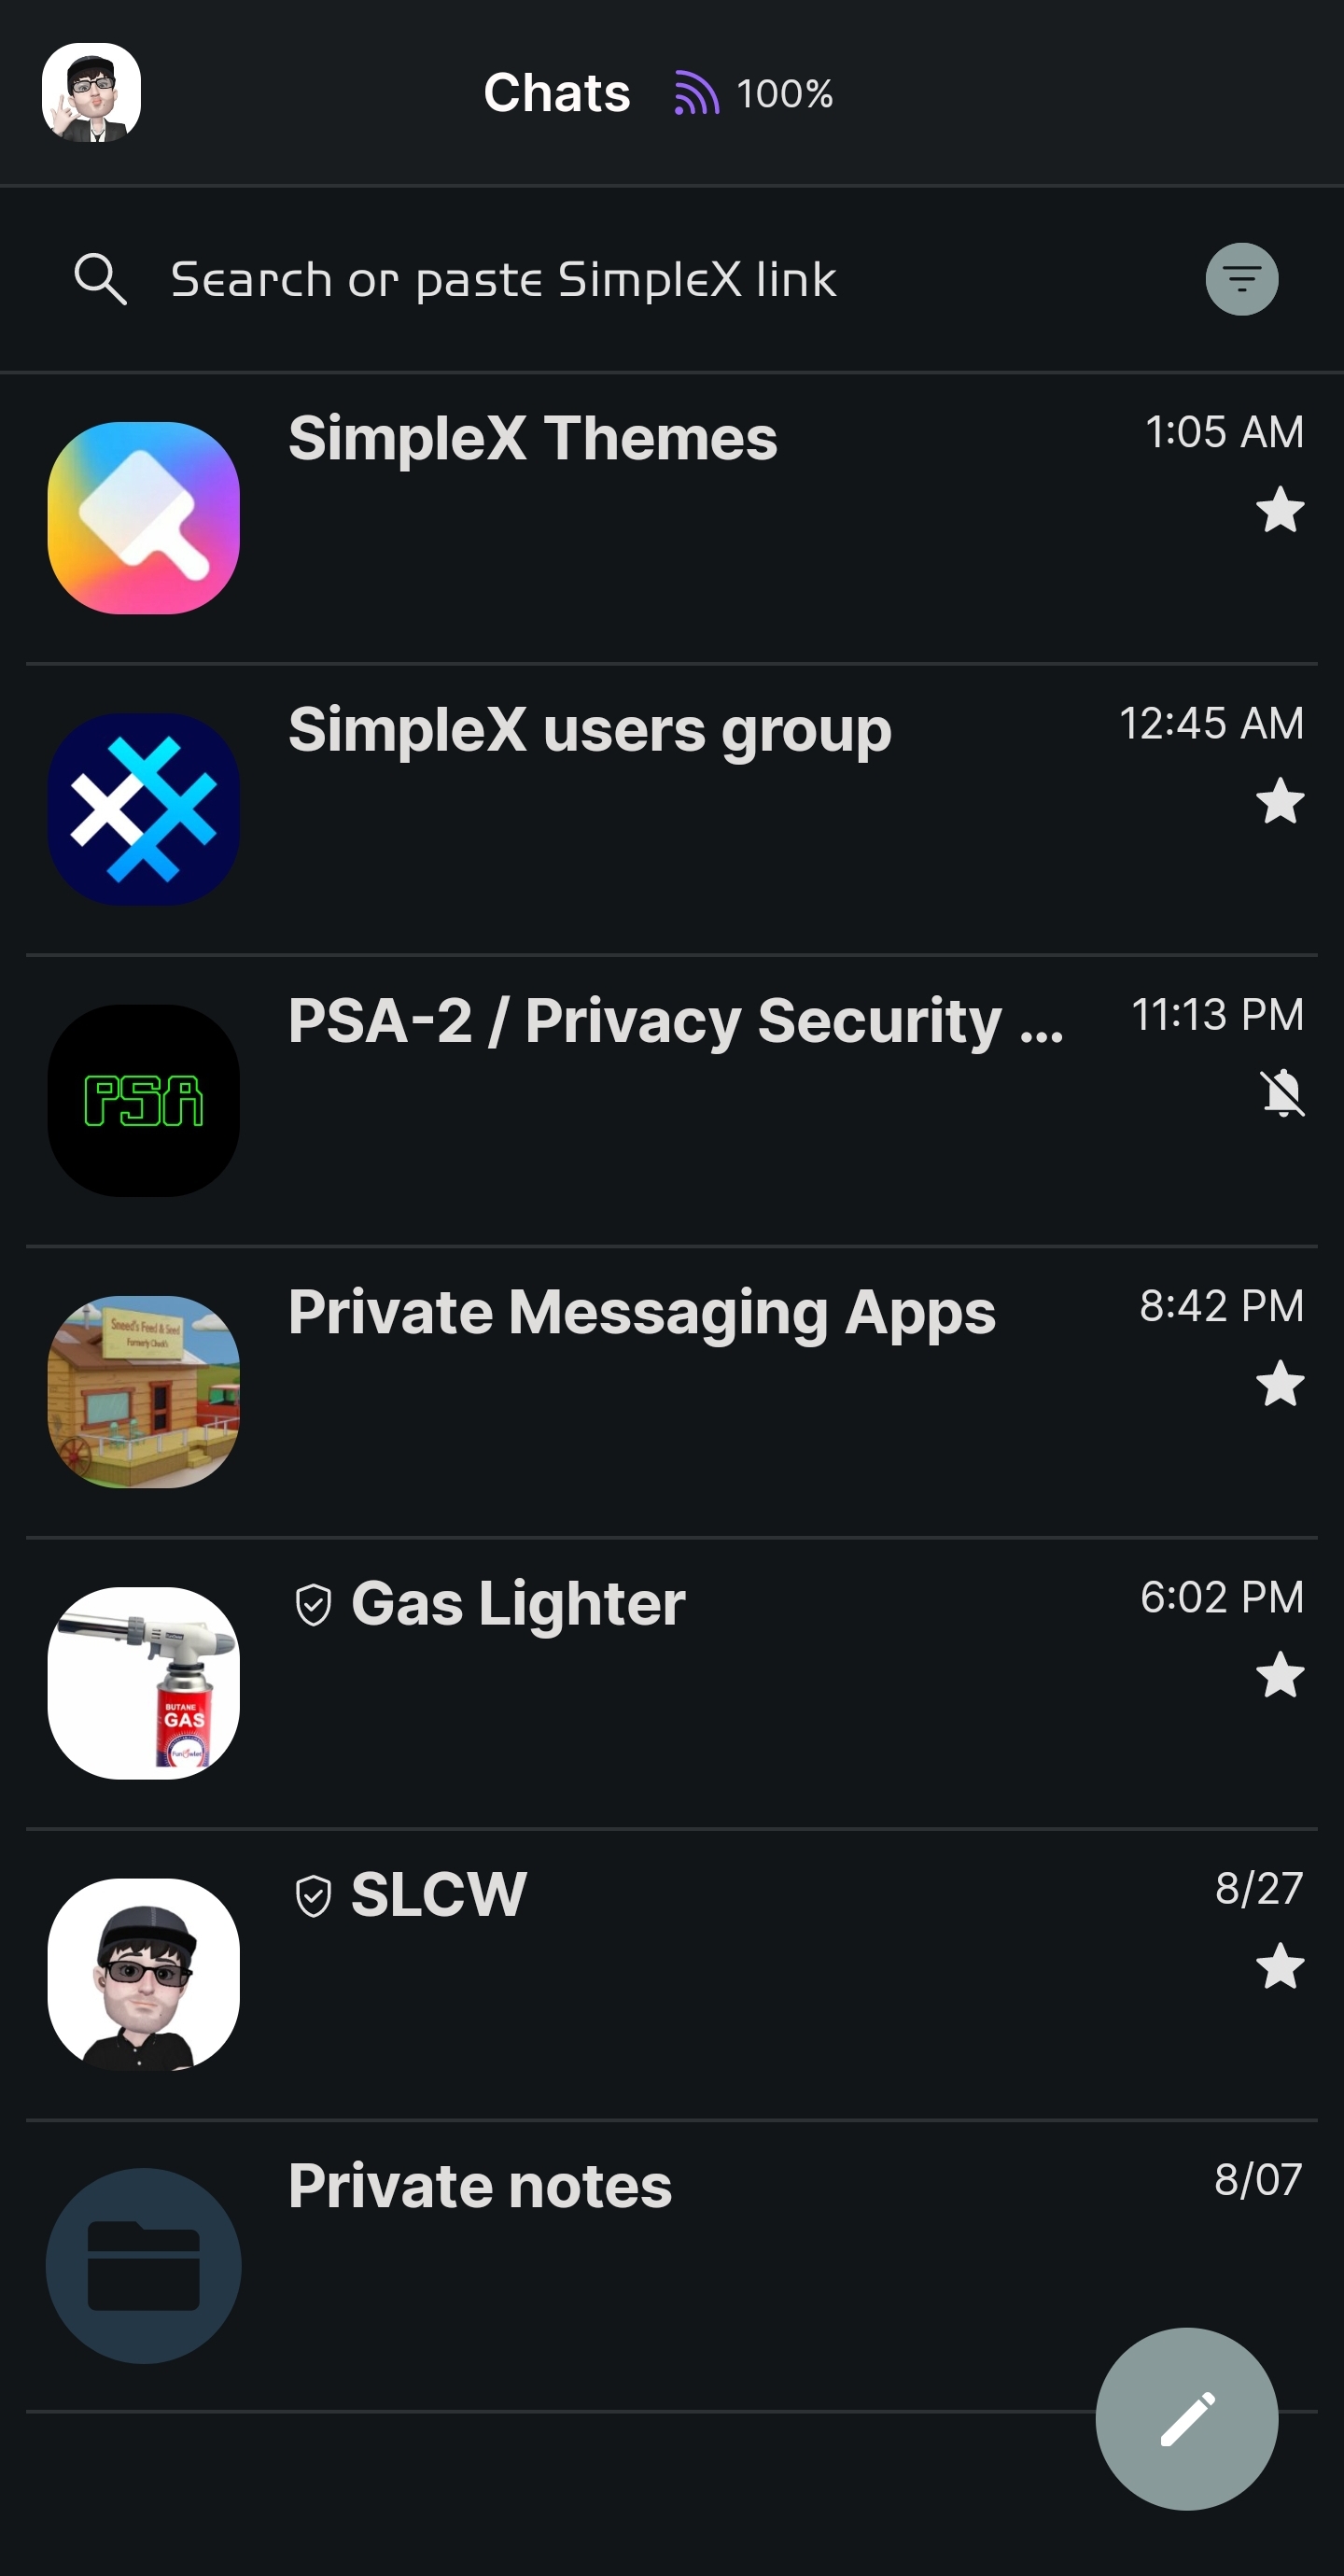 Chats 100%
Search or paste SimpleX link
SimpleX Themes 1:05 AM
SimpleX users group 12:45 AM
PSA-2 / Privacy Security ... 11:13 PM
PSA
Private Messaging Apps 8:42 PM
Sneed's Feed & Seed
Formerly Chuck's
Gas Lighter 6:02 PM
BUTANE
GAS
SLCW 8/27
Private notes 8/07